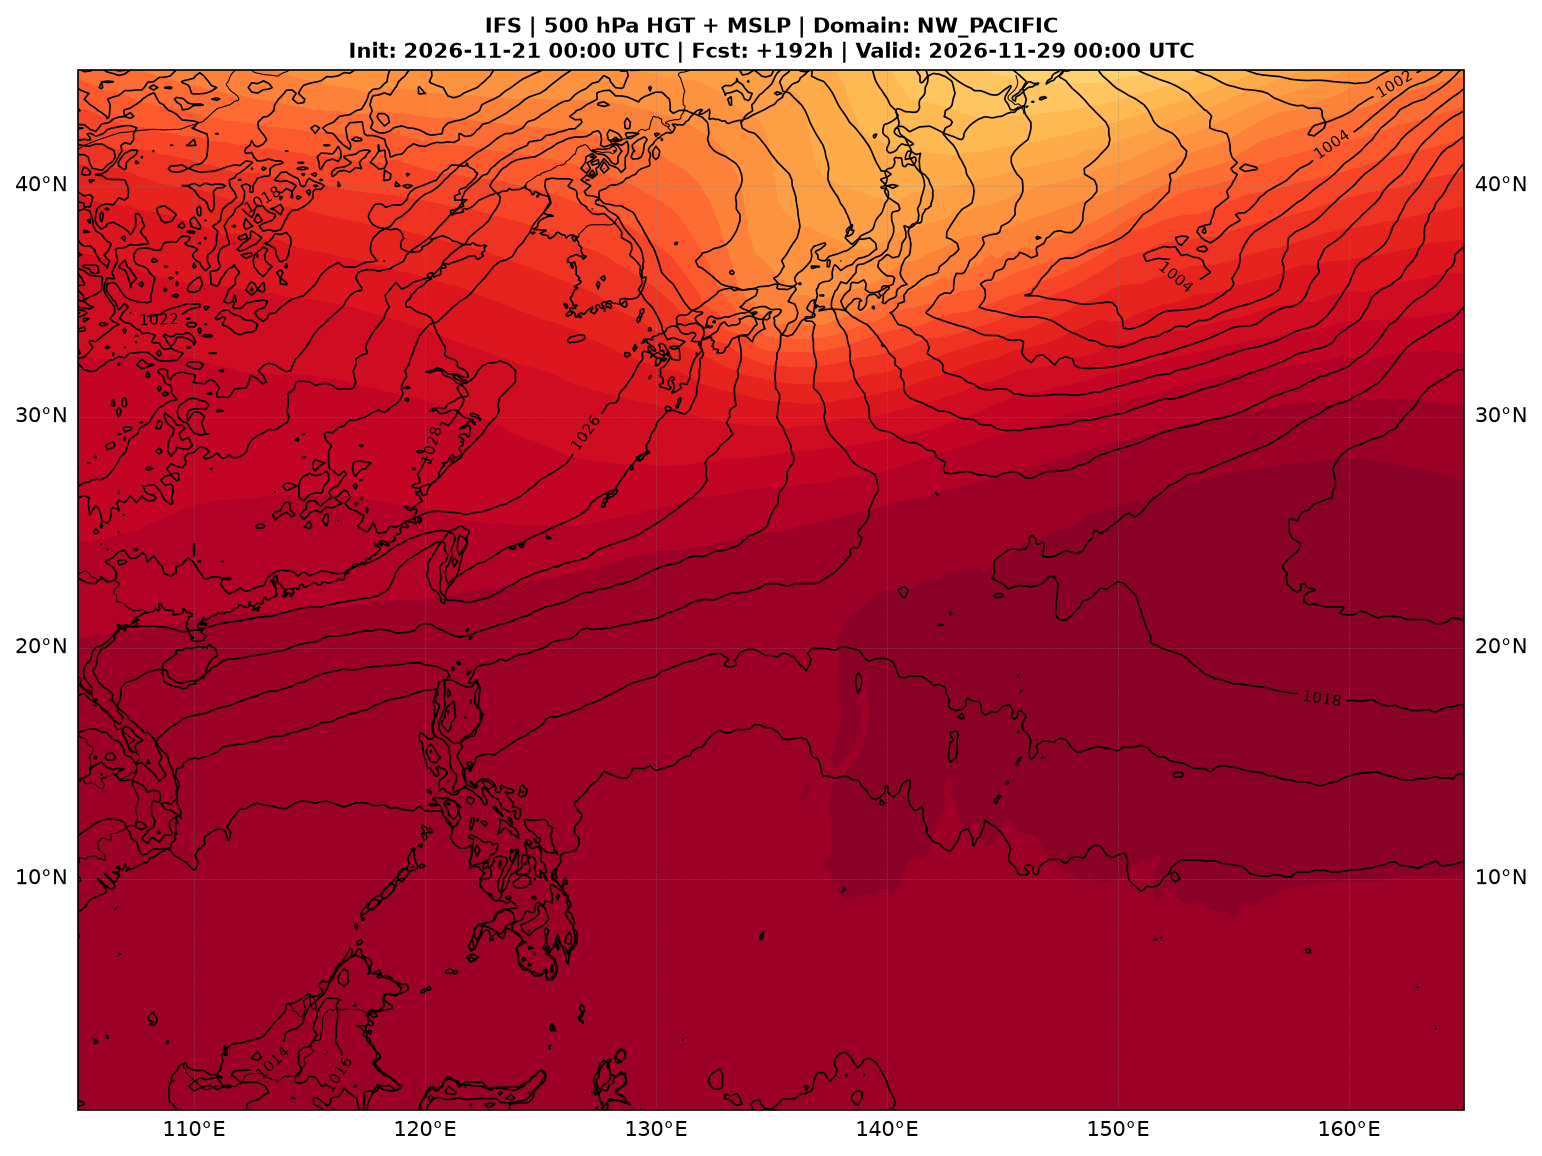 IFS | 500 hPa HGT + MSLP | Domain: NW_PACIFIC
Init: 2026-11-21 00:00 UTC | Fcst: +192h | Valid: 2026-11-29 00:00 UTC
1002
1004
40°N
40°N
1018
1004
1022
30°N
30°N
1026
1028
20°N
20°N
1018
10°N
10°N
1014
1016
110°E
120°E
130°E
140°E
150°E
160°E